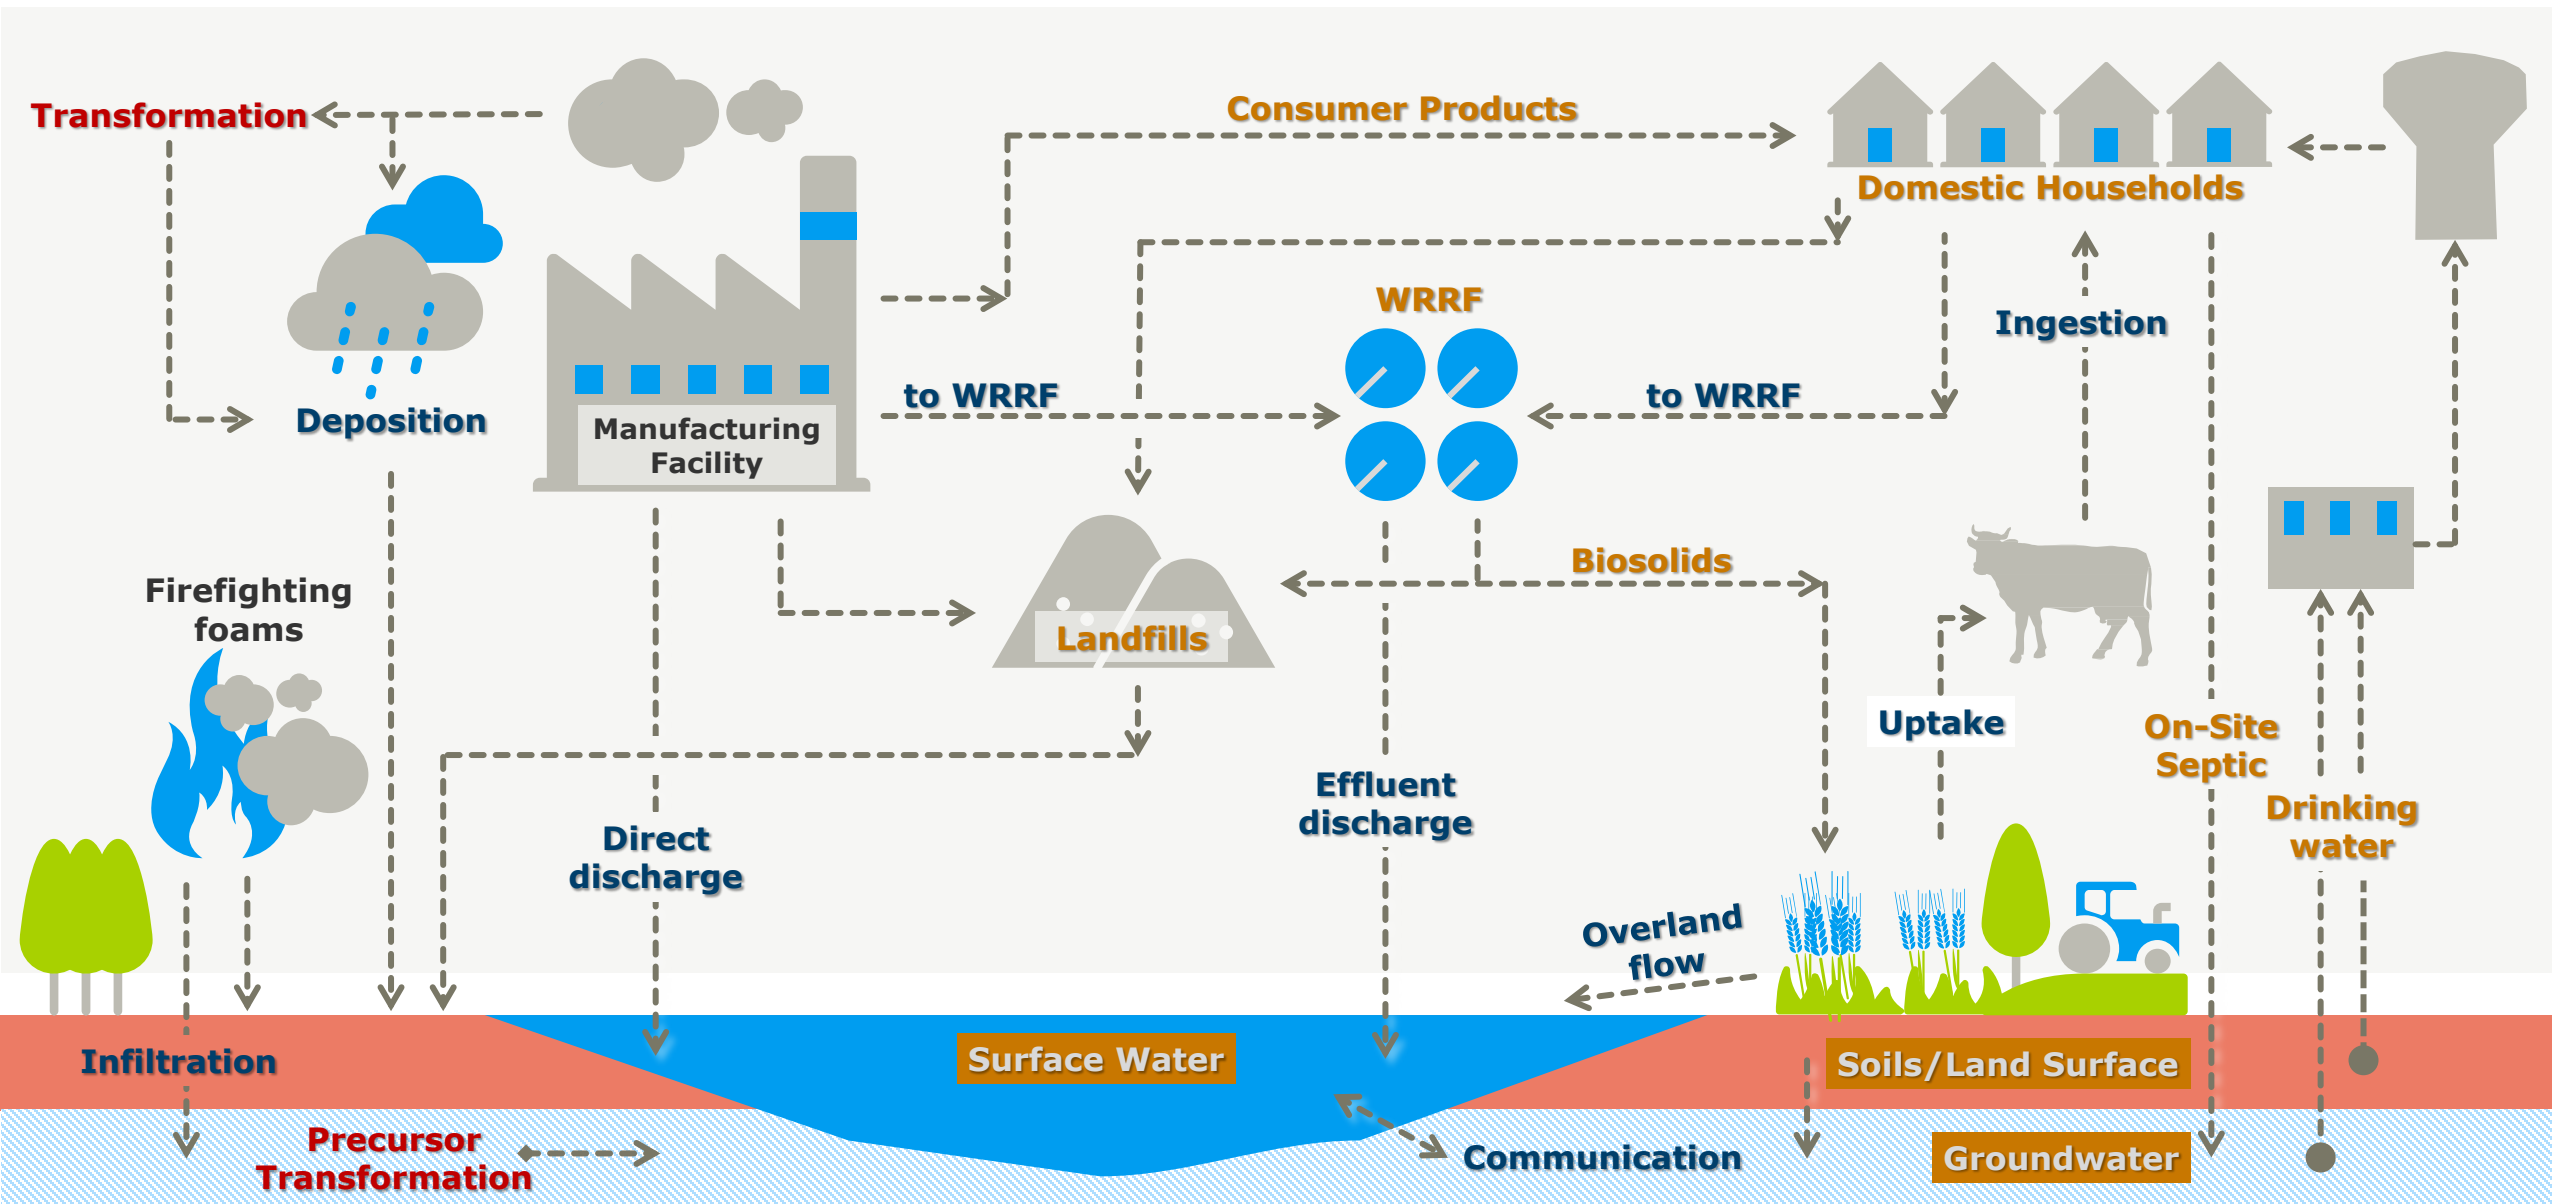 Transformation
Consumer Products
Domestic Households
WRRF
Ingestion
to WRRF
to WRRF
Deposition
Manufacturing
Facility
Biosolids
Firefighting
foams
Landfills
Uptake
On-Site
Septic
Effluent
discharge
Drinking
water
Direct
discharge
Overland
flow
Infiltration
Surface Water
Soils/Land Surface
Precursor
Transformation
Communication
Groundwater